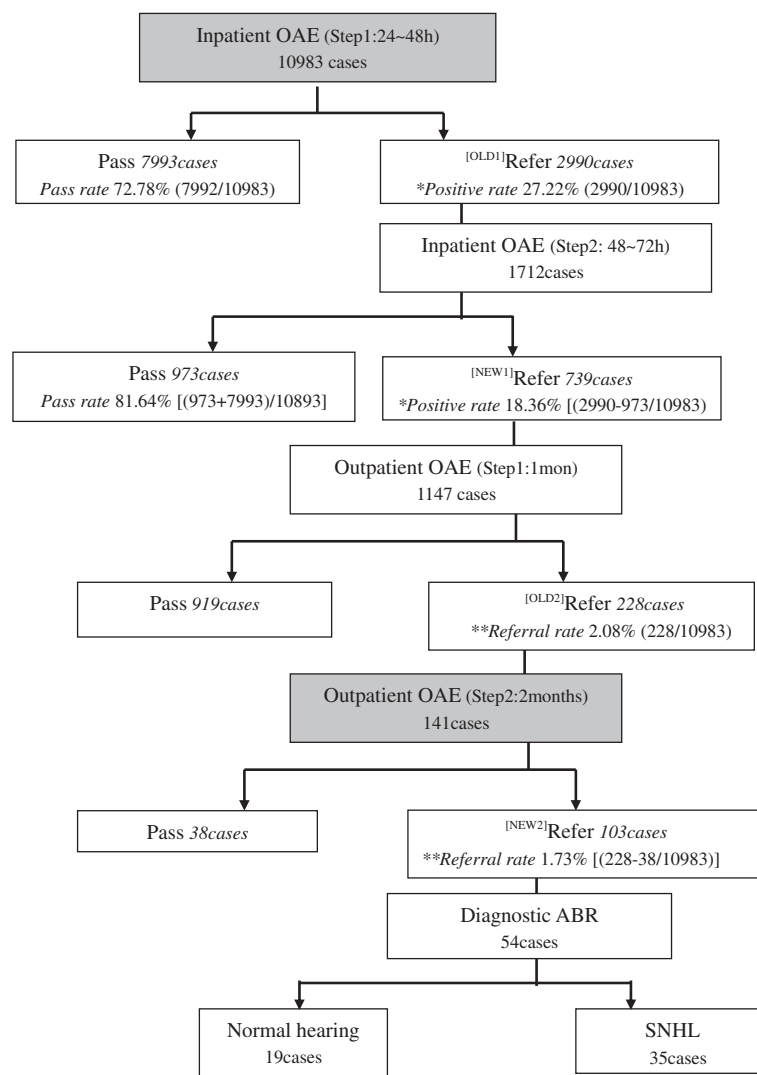 Inpatient OAE (Step1:24~48h)
10983 cases
Pass 7993cases
Pass rate 72.78% (7992/10983)
[OLD1]Refer 2990cases
*Positive rate 27.22% (2990/10983)
Inpatient OAE (Step2: 48~72h)
1712cases
Pass 973cases
Pass rate 81.64% [(973+7993)/10893]
[NEW1]Refer 739cases
*Positive rate 18.36% [(2990-973/10983)
Outpatient OAE (Step1:1mon)
1147 cases
Pass 919cases
[OLD2]Refer 228cases
**Referral rate 2.08% (228/10983)
Outpatient OAE (Step2:2months)
141cases
Pass 38cases
[NEW2]Refer 103cases
**Referral rate 1.73% [(228-38/10983)]
Diagnostic ABR
54cases
Normal hearing
19cases
SNHL
35cases